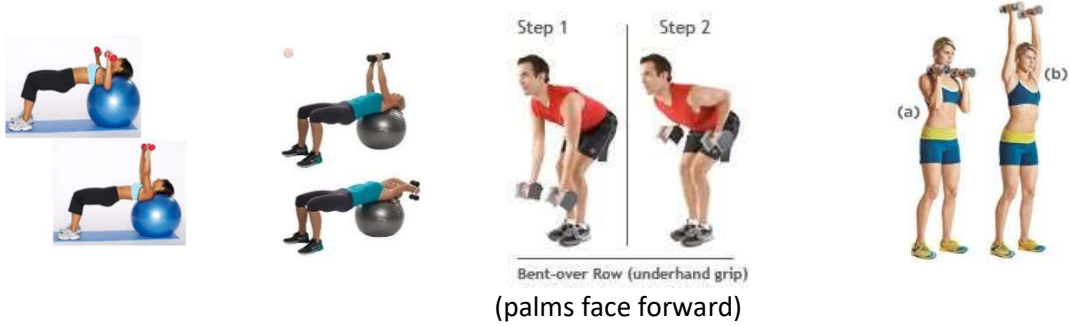 Step 1 Step 2
(a)
(b)
Bent-over Row (underhand grip)
(palms face forward)